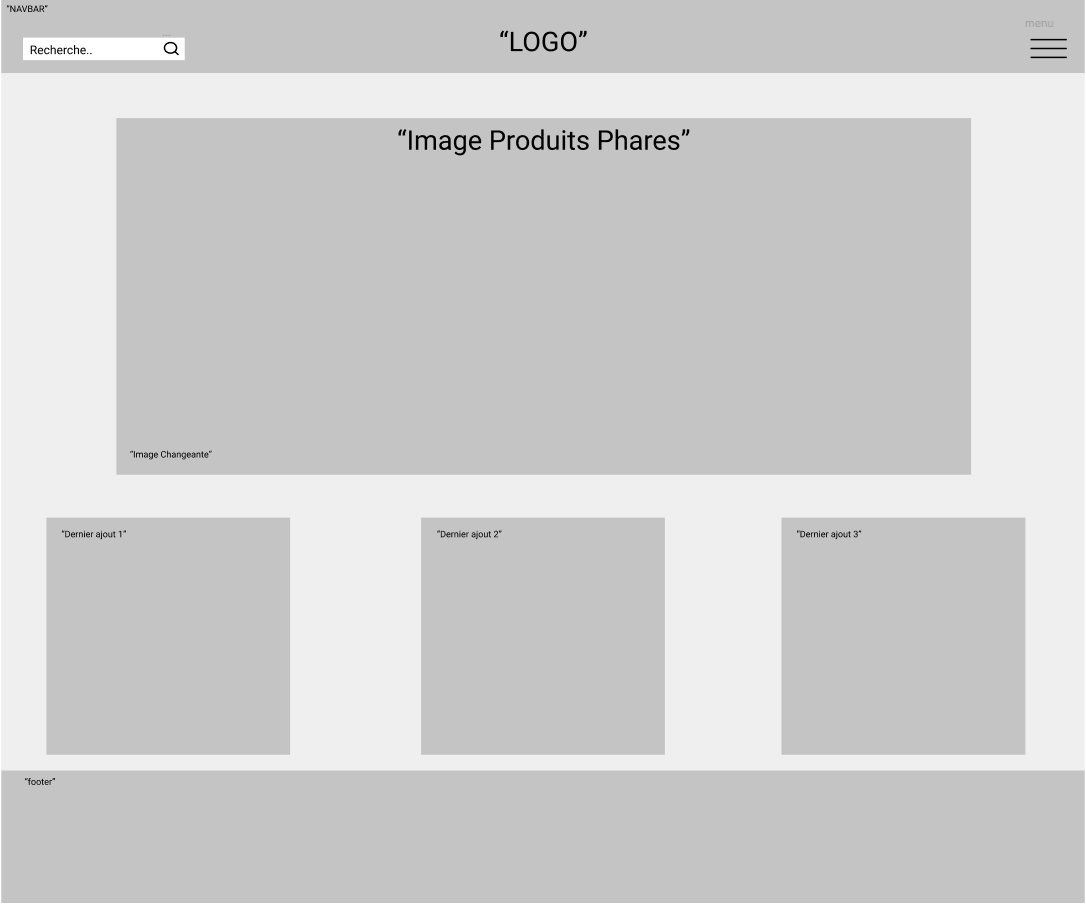 “NAVBAR”
menu
Recherche..
“LOGO”
“Image Produits Phares”
“Image Changeante”
“Dernier ajout 1”
“Dernier ajout 2”
“Dernier ajout 3”
“footer”